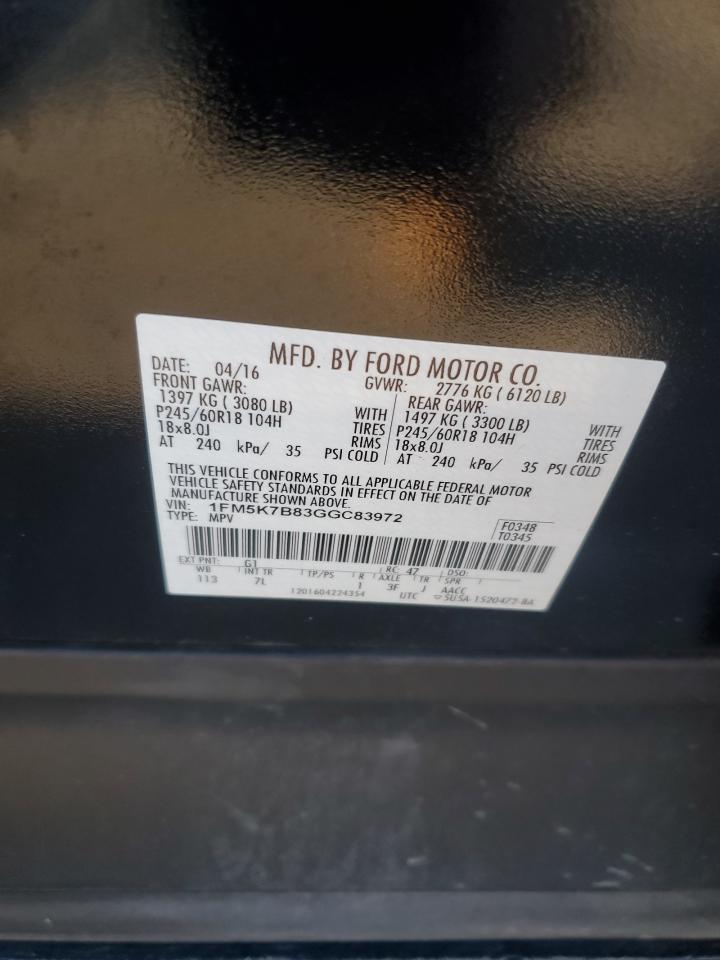 MFD. BY FORD MOTOR CO.
DATE: 04/16 GVWR: 2776 KG ( 6120 LB)
FRONT GAWR: REAR GAWR:
1397 KG ( 3080 LB) WITH 1497 KG ( 3300 LB) WITH
P245/60R18 104H TIRES P245/60R18 104H TIRES
18x8.0J RIMS 18x8.0J RIMS
AT 240 kPa/ 35 PSI COLD AT 240 kPa/ 35 PSI COLD
THIS VEHICLE CONFORMS TO ALL APPLICABLE FEDERAL MOTOR
VEHICLE SAFETY STANDARDS IN EFFECT ON THE DATE OF
MANUFACTURE SHOWN ABOVE.
VIN: 1FM5K7B83GGC83972 F0348
TYPE: MPV T0345
EXT PNT: G1 RC: 47 DSO:
WB INT TR TP/PS R AXLE TR SPR
113 7L 1 3F J AACC
1201604224354 UTC ▽5U5A-1520472-BA